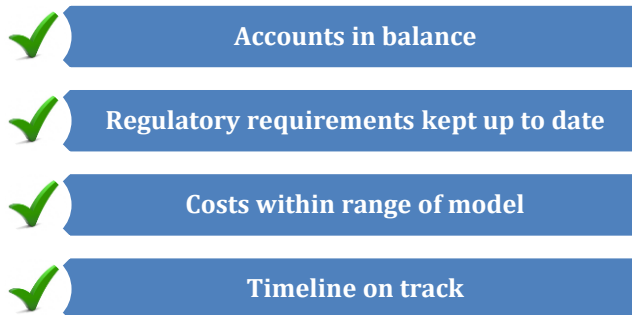 Accounts in balance
Regulatory requirements kept up to date
Costs within range of model
Timeline on track